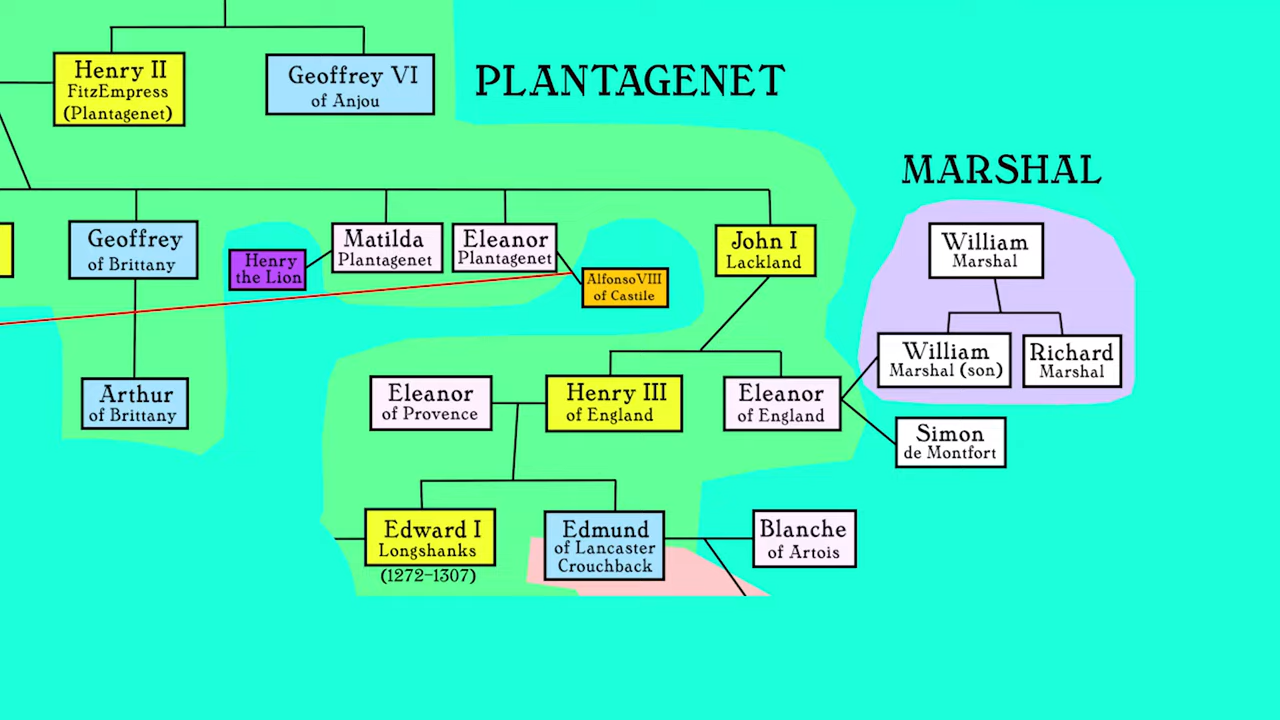 PLANTAGENET
Henry II
FitzEmpress
(Plantagenet)
Geoffrey VI
of Anjou
MARSHAL
William
Marshal
Geoffrey
of Brittany
Henry
the Lion
Matilda
Plantagenet
Eleanor
Plantagenet
Alfonso VIII
of Castile
John I
Lackland
William
Marshal (son)
Richard
Marshal
Arthur
of Brittany
Eleanor
of Provence
Henry III
of England
Eleanor
of England
Simon
de Montfort
Edward I
Longshanks
(1272–1307)
Edmund
of Lancaster
Crouchback
Blanche
of Artois